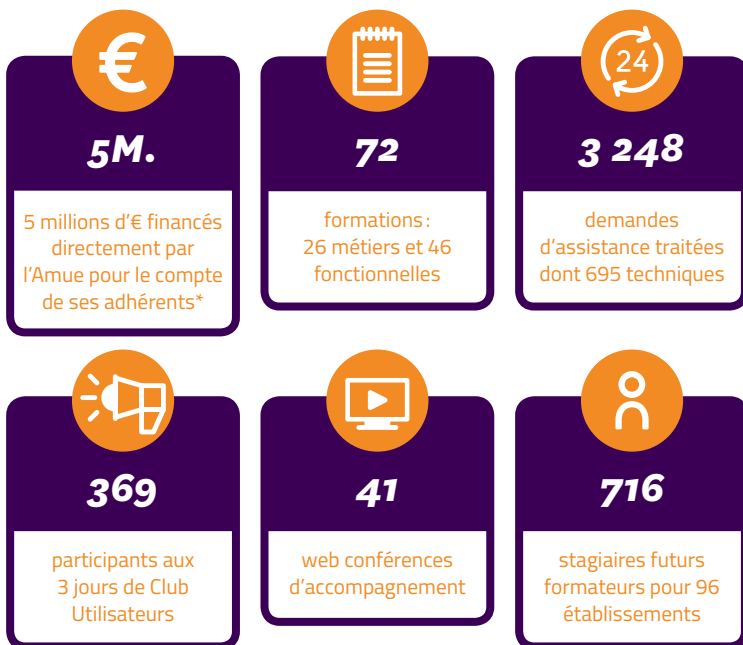 €
5M.
5 millions d'€ financés
directement par
l'Amue pour le compte
de ses adhérents*
72
formations :
26 métiers et 46
fonctionnelles
24
3 248
demandes
d'assistance traitées
dont 695 techniques
369
participants aux
3 jours de Club
Utilisateurs
41
web conférences
d'accompagnement
716
stagiaires futurs
formateurs pour 96
établissements